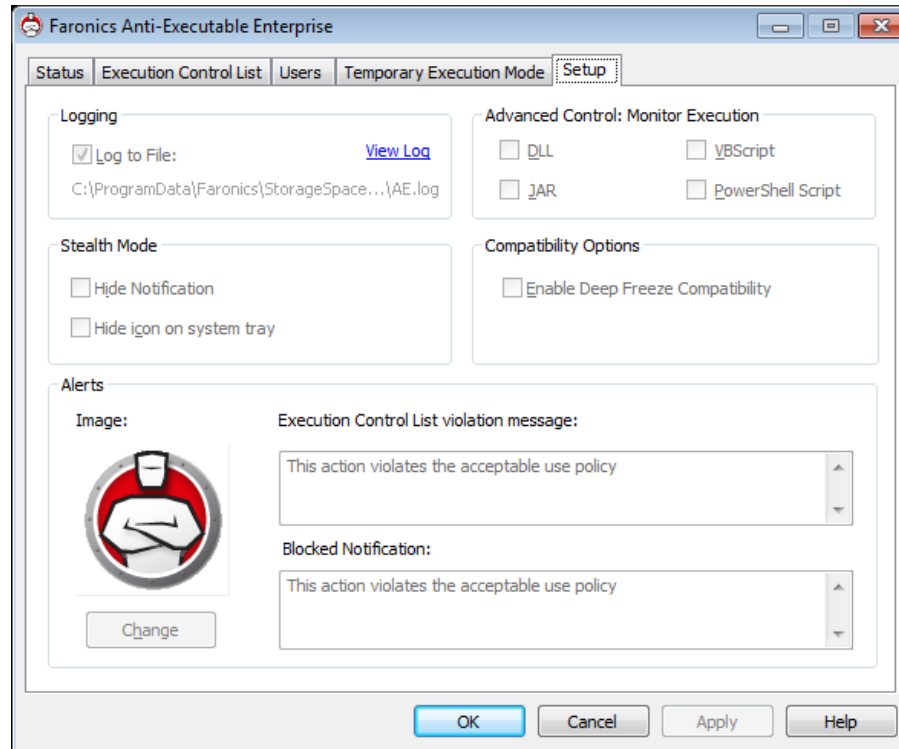 Faronics Anti-Executable Enterprise
Status Execution Control List Users Temporary Execution Mode Setup
Logging
Log to File: View Log
C:\ProgramData\Faronics\StorageSpace...\AE.log
Advanced Control: Monitor Execution
DLL VBScript
JAR PowerShell Script
Stealth Mode
Hide Notification
Hide icon on system tray
Compatibility Options
Enable Deep Freeze Compatibility
Alerts
Image:
Change
Execution Control List violation message:
This action violates the acceptable use policy
Blocked Notification:
This action violates the acceptable use policy
OK Cancel Apply Help